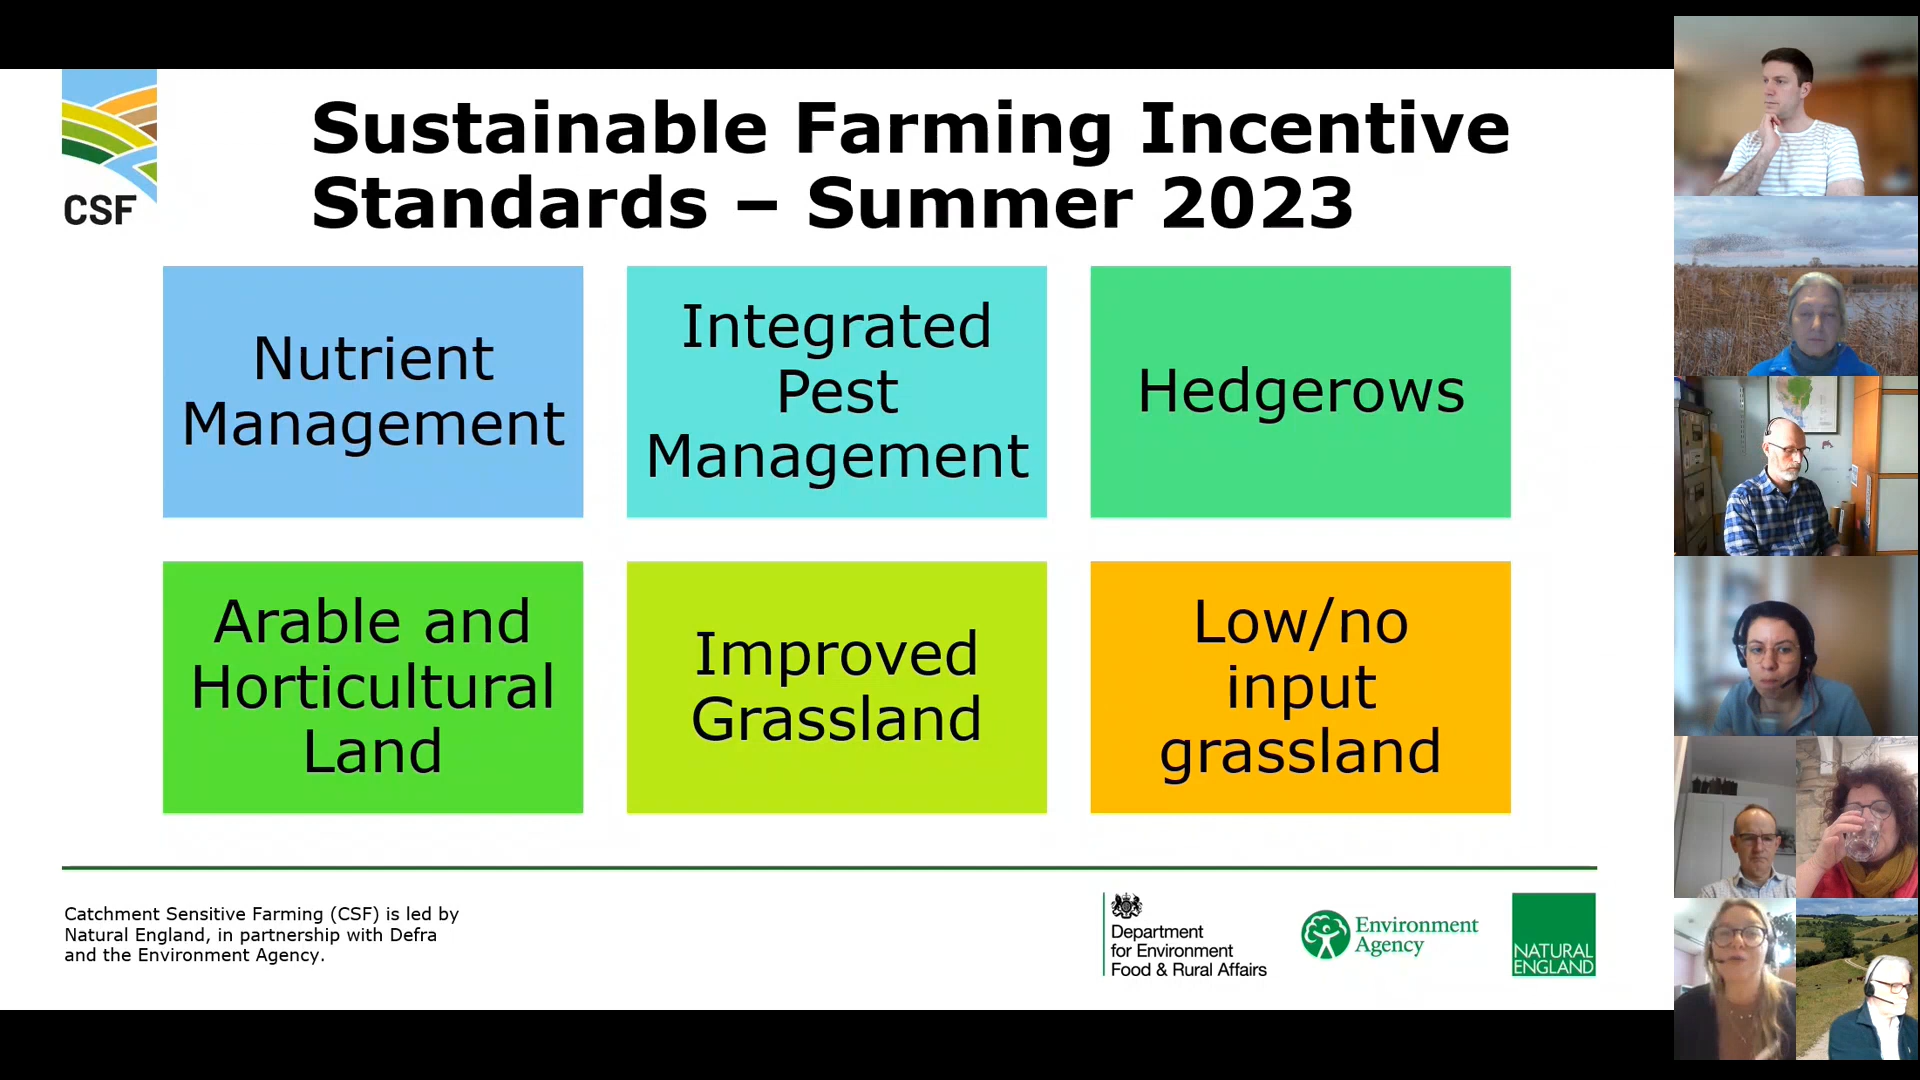 CSF
Sustainable Farming Incentive
Standards – Summer 2023
Nutrient
Management
Integrated
Pest
Management
Hedgerows
Arable and
Horticultural
Land
Improved
Grassland
Low/no
input
grassland
Catchment Sensitive Farming (CSF) is led by
Natural England, in partnership with Defra
and the Environment Agency.
Department
for Environment
Food & Rural Affairs
Environment
Agency
NATURAL
ENGLAND